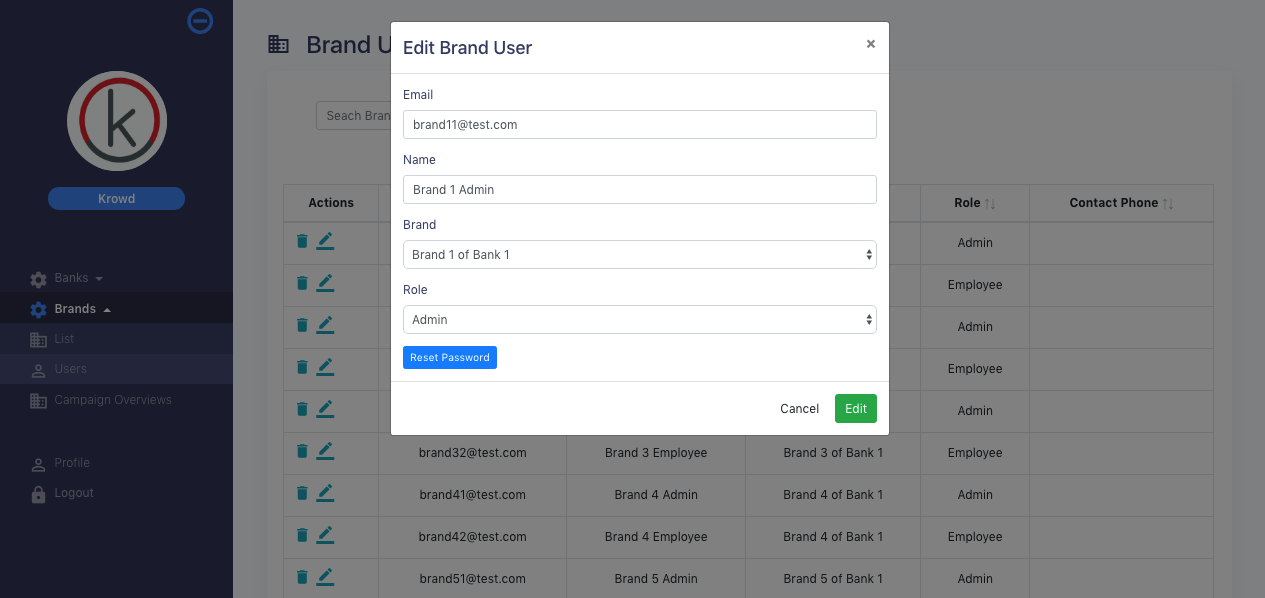 k
Krowd
Banks
Brands
List
Users
Campaign Overviews
Profile
Logout
Brand U
Seach Bran
Edit Brand User
×
Email
brand11@test.com
Name
Brand 1 Admin
Brand
Brand 1 of Bank 1
Role
Admin
Reset Password
Cancel
Edit
Actions Role Contact Phone
Admin
Employee
Admin
Employee
Admin
brand32@test.com Brand 3 Employee Brand 3 of Bank 1 Employee
brand41@test.com Brand 4 Admin Brand 4 of Bank 1 Admin
brand42@test.com Brand 4 Employee Brand 4 of Bank 1 Employee
brand51@test.com Brand 5 Admin Brand 5 of Bank 1 Admin